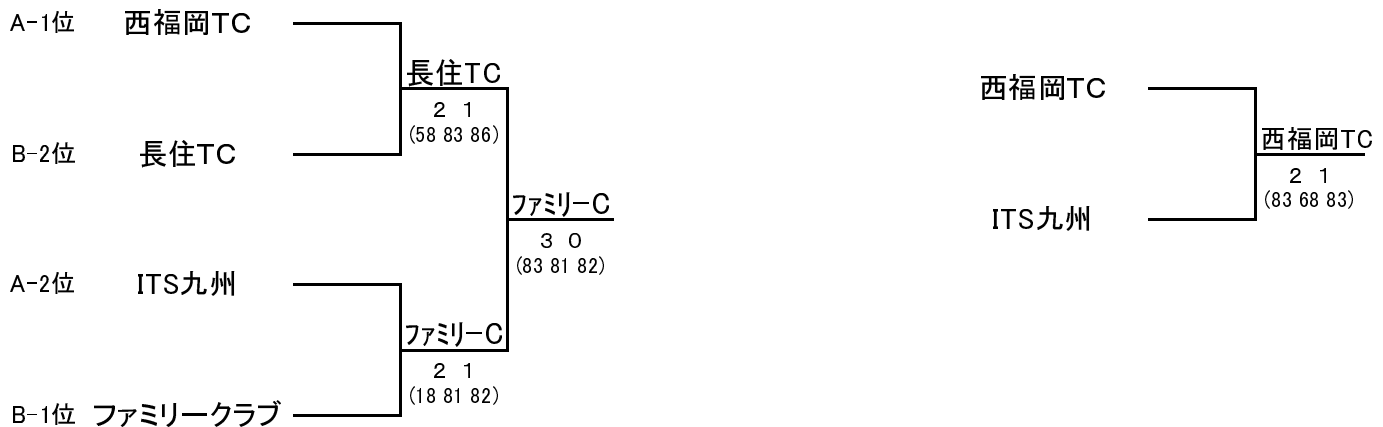 A-1位 西福岡TC
長住TC
2 1
(58 83 86)
B-2位 長住TC
ファミリーC
3 0
(83 81 82)
A-2位 ITS九州
ファミリーC
2 1
(18 81 82)
B-1位 ファミリークラブ
西福岡TC
西福岡TC
2 1
(83 68 83)
ITS九州